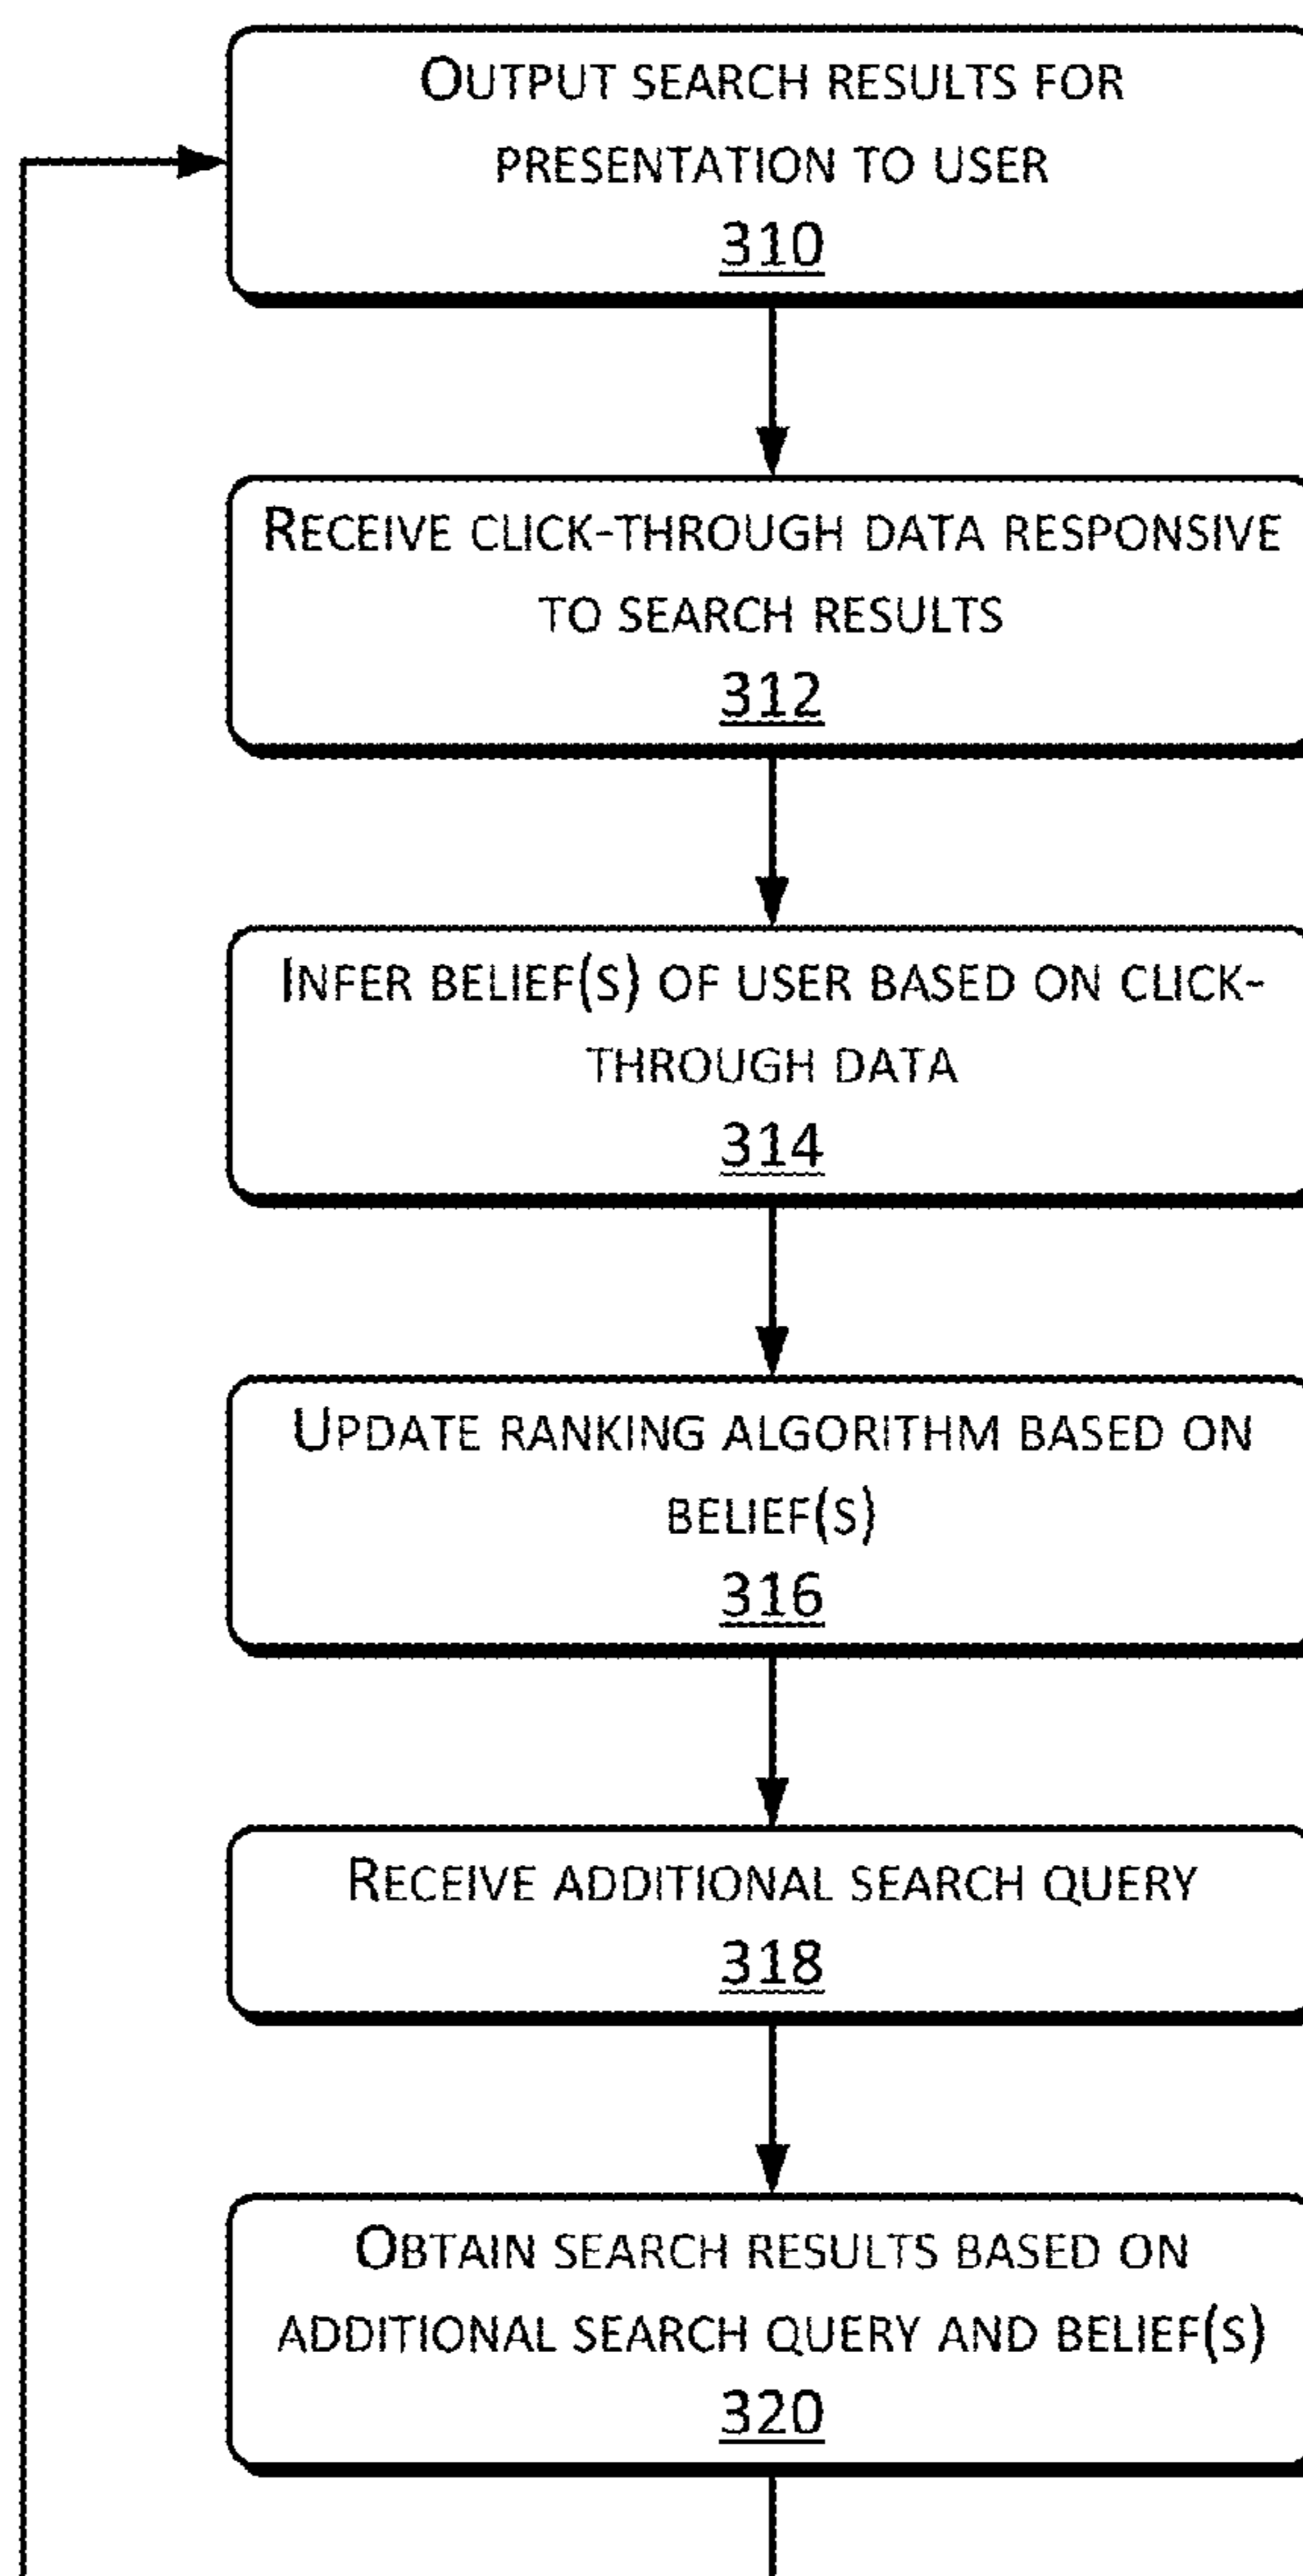 OUTPUT SEARCH RESULTS FOR
PRESENTATION TO USER
310
RECEIVE CLICK-THROUGH DATA RESPONSIVE
TO SEARCH RESULTS
312
INFER BELIEF(S) OF USER BASED ON CLICK-
THROUGH DATA
314
UPDATE RANKING ALGORITHM BASED ON
BELIEF(S)
316
RECEIVE ADDITIONAL SEARCH QUERY
318
OBTAIN SEARCH RESULTS BASED ON
ADDITIONAL SEARCH QUERY AND BELIEF(S)
320